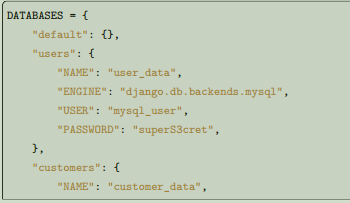 DATABASES = {
    "default": {},
    "users": {
        "NAME": "user_data",
        "ENGINE": "django.db.backends.mysql",
        "USER": "mysql_user",
        "PASSWORD": "superS3cret",
    },
    "customers": {
        "NAME": "customer_data",